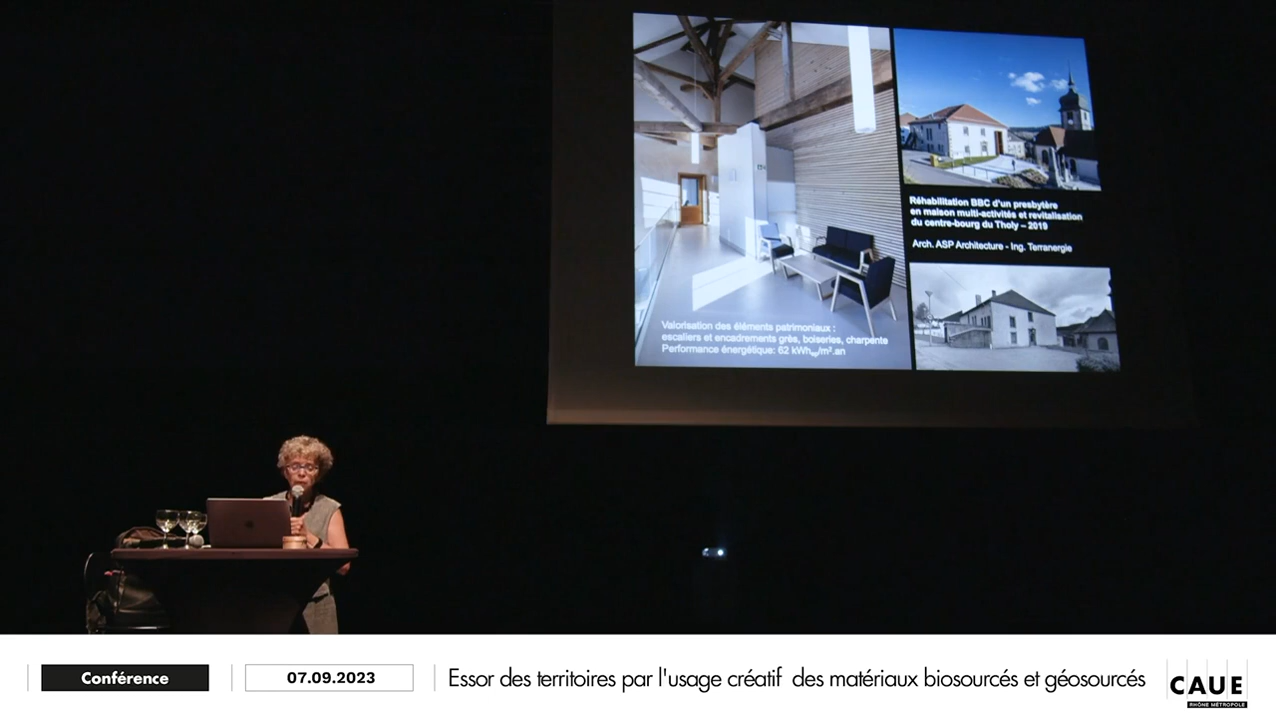 Réhabilitation BBC d'un presbytère
en maison multi-activités et revitalisation
du centre-bourg du Tholy – 2019
Arch. ASP Architecture - Ing. Terranergie
Valorisation des éléments patrimoniaux :
escaliers et encadrements grès, boiseries, charpente
Performance énergétique: 62 kWhep/m².an
Conférence
07.09.2023
Essor des territoires par l'usage créatif des matériaux biosourcés et géosourcés
CAUE
RHÔNE MÉTROPOLE